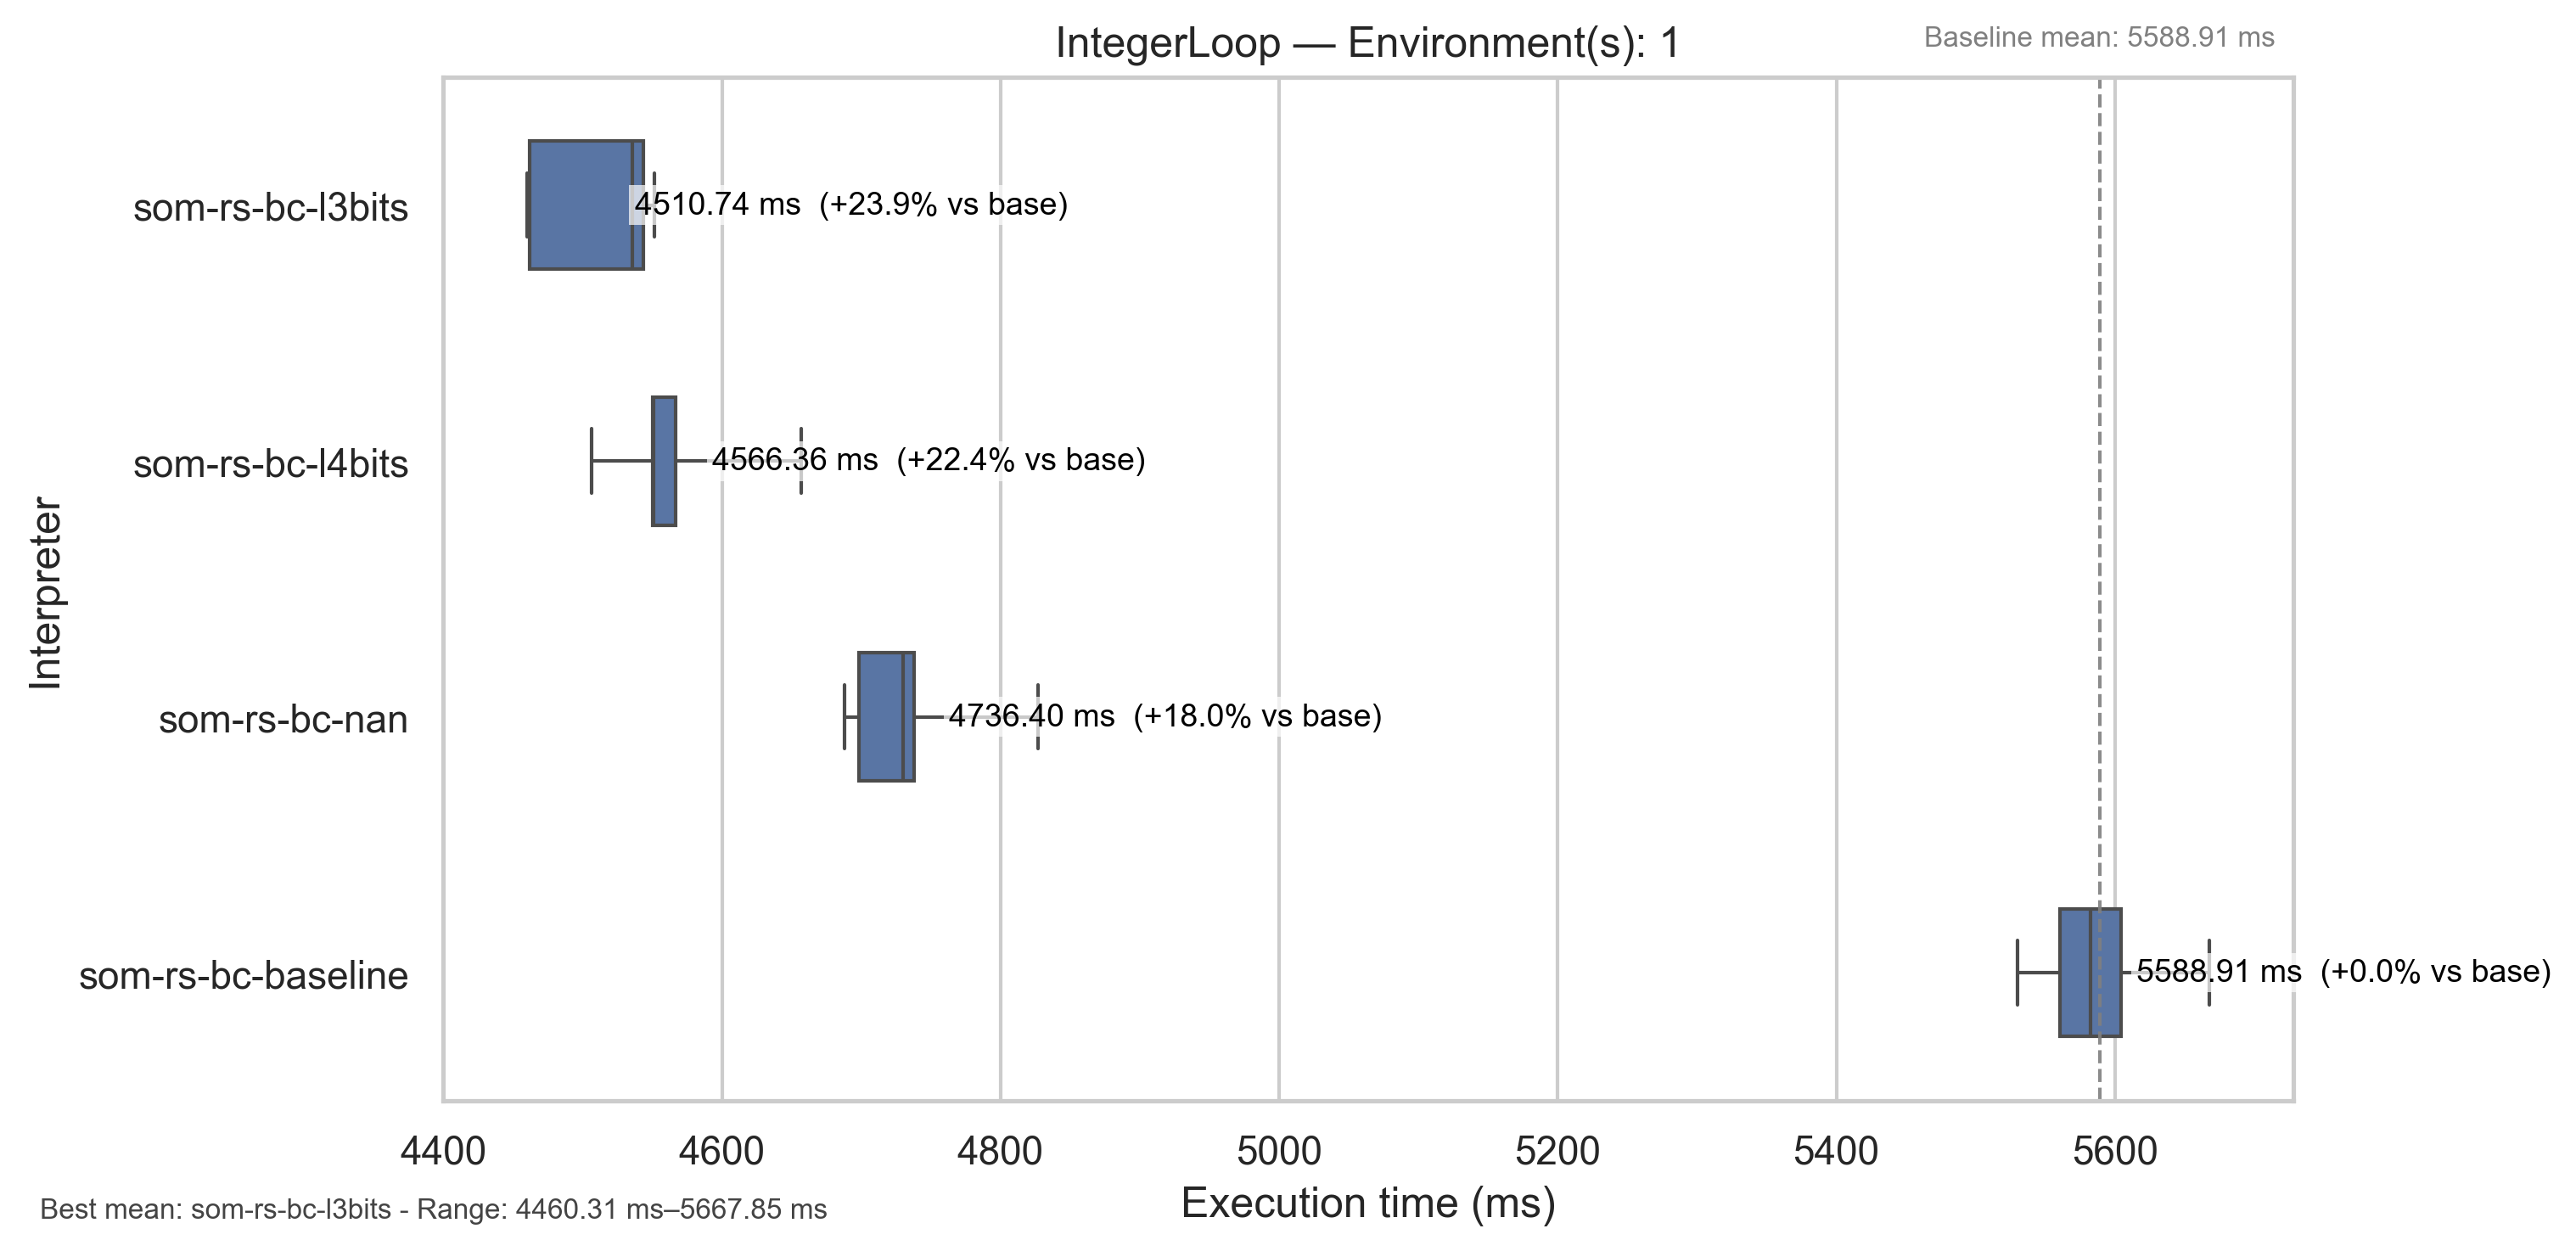 IntegerLoop — Environment(s): 1
Baseline mean: 5588.91 ms
som-rs-bc-l3bits
4510.74 ms  (+23.9% vs base)
som-rs-bc-l4bits
4566.36 ms  (+22.4% vs base)
Interpreter
som-rs-bc-nan
4736.40 ms  (+18.0% vs base)
som-rs-bc-baseline
5588.91 ms  (+0.0% vs base)
4400 4600 4800 5000 5200 5400 5600
Execution time (ms)
Best mean: som-rs-bc-l3bits - Range: 4460.31 ms–5667.85 ms